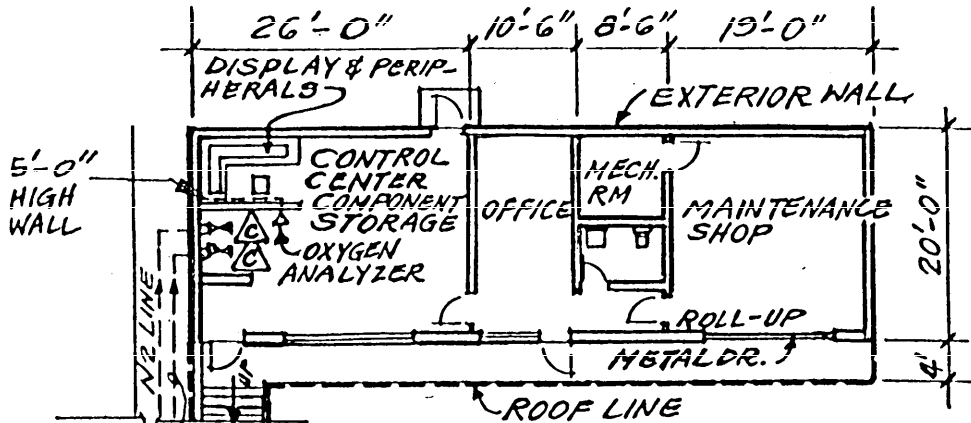 26'-0" 10'-6" 8'-6" 19'-0"
DISPLAY & PERIP-
HERALS
EXTERIOR WALL
5'-0"
HIGH
WALL
CONTROL
CENTER
COMPONENT
STORAGE
OXYGEN
ANALYZER
C
C
OFFICE
MECH.
RM
MAINTENANCE
SHOP
20'-0"
N2 LINE
UP
ROLL-UP
METAL DR.
4'
ROOF LINE